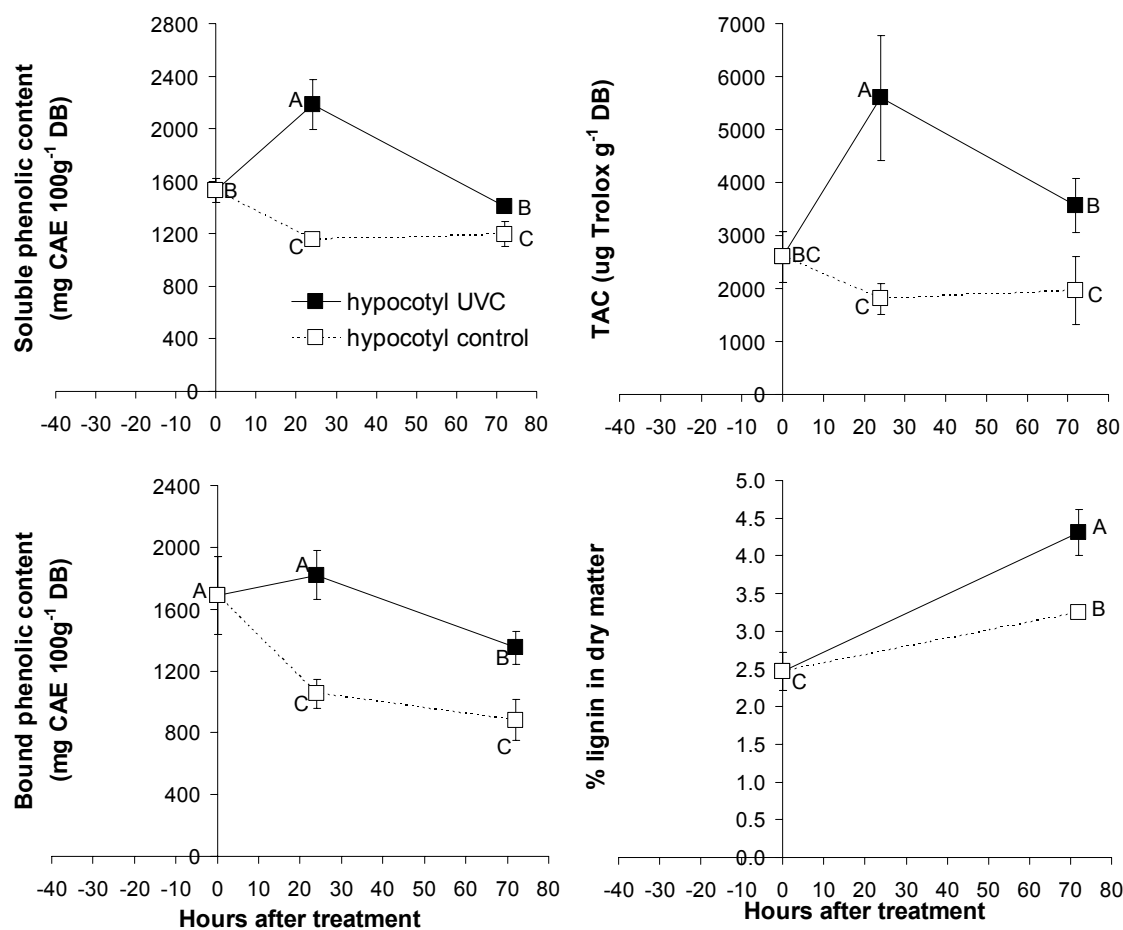 Soluble phenolic content
(mg CAE 100g⁻¹ DB)
2800
2400
2000
1600
1200
800
400
0
A
B
B
C
C
hypocotyl UVC
hypocotyl control
-40 -30 -20 -10 0 10 20 30 40 50 60 70 80
TAC (ug Trolox g⁻¹ DB)
7000
6000
5000
4000
3000
2000
1000
0
A
B
BC
C
C
-40 -30 -20 -10 0 10 20 30 40 50 60 70 80
Bound phenolic content
(mg CAE 100g⁻¹ DB)
2400
2000
1600
1200
800
400
0
A
A
B
C
C
-40 -30 -20 -10 0 10 20 30 40 50 60 70 80
Hours after treatment
% lignin in dry matter
5.0
4.5
4.0
3.5
3.0
2.5
2.0
1.5
1.0
0.5
0.0
A
B
C
-40 -30 -20 -10 0 10 20 30 40 50 60 70 80
Hours after treatment